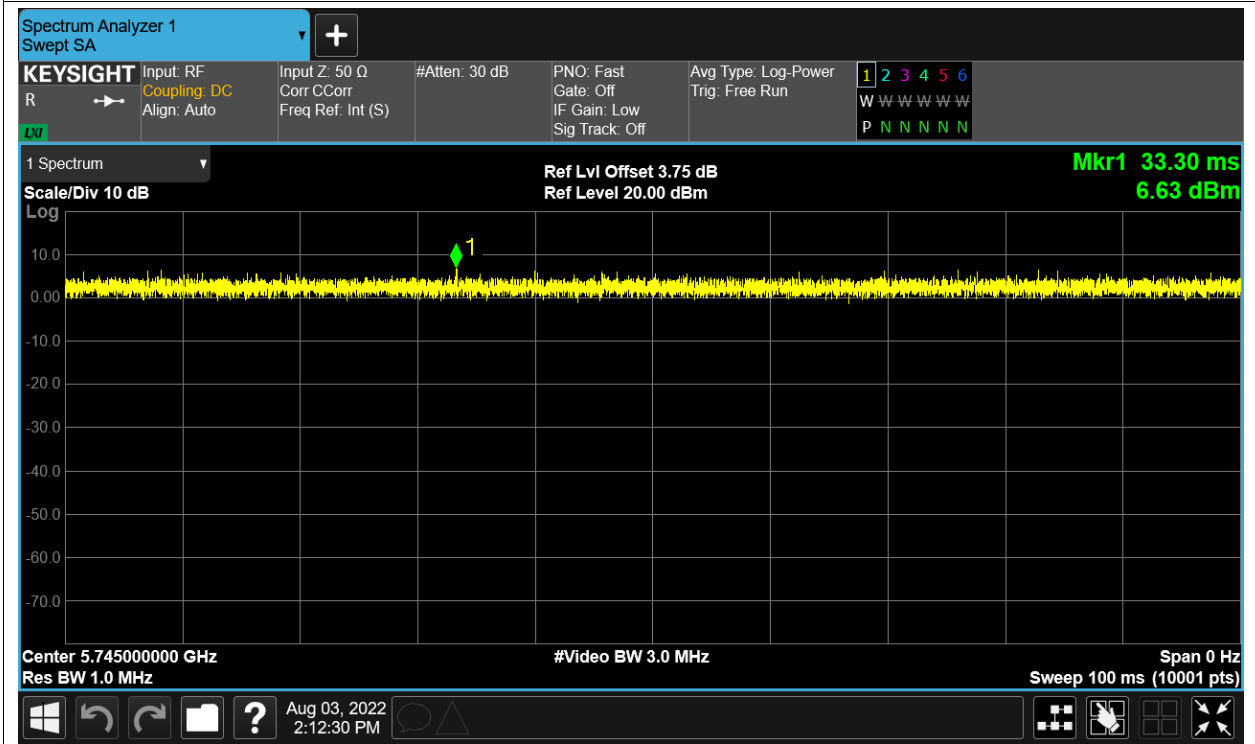 Spectrum Analyzer 1
Swept SA
▼
+
KEYSIGHT
R
LXI
Input: RF
Coupling: DC
Align: Auto
Input Z: 50 Ω
Corr CCorr
Freq Ref: Int (S)
#Atten: 30 dB
PNO: Fast
Gate: Off
IF Gain: Low
Sig Track: Off
Avg Type: Log-Power
Trig: Free Run
1 2 3 4 5 6
W W W W W W
P N N N N N
1 Spectrum ▼
Scale/Div 10 dB
Log
Ref Lvl Offset 3.75 dB
Ref Level 20.00 dBm
Mkr1 33.30 ms
6.63 dBm
1
10.0
0.00
-10.0
-20.0
-30.0
-40.0
-50.0
-60.0
-70.0
Center 5.745000000 GHz
Res BW 1.0 MHz
#Video BW 3.0 MHz
Span 0 Hz
Sweep 100 ms (10001 pts)
?
Aug 03, 2022
2:12:30 PM